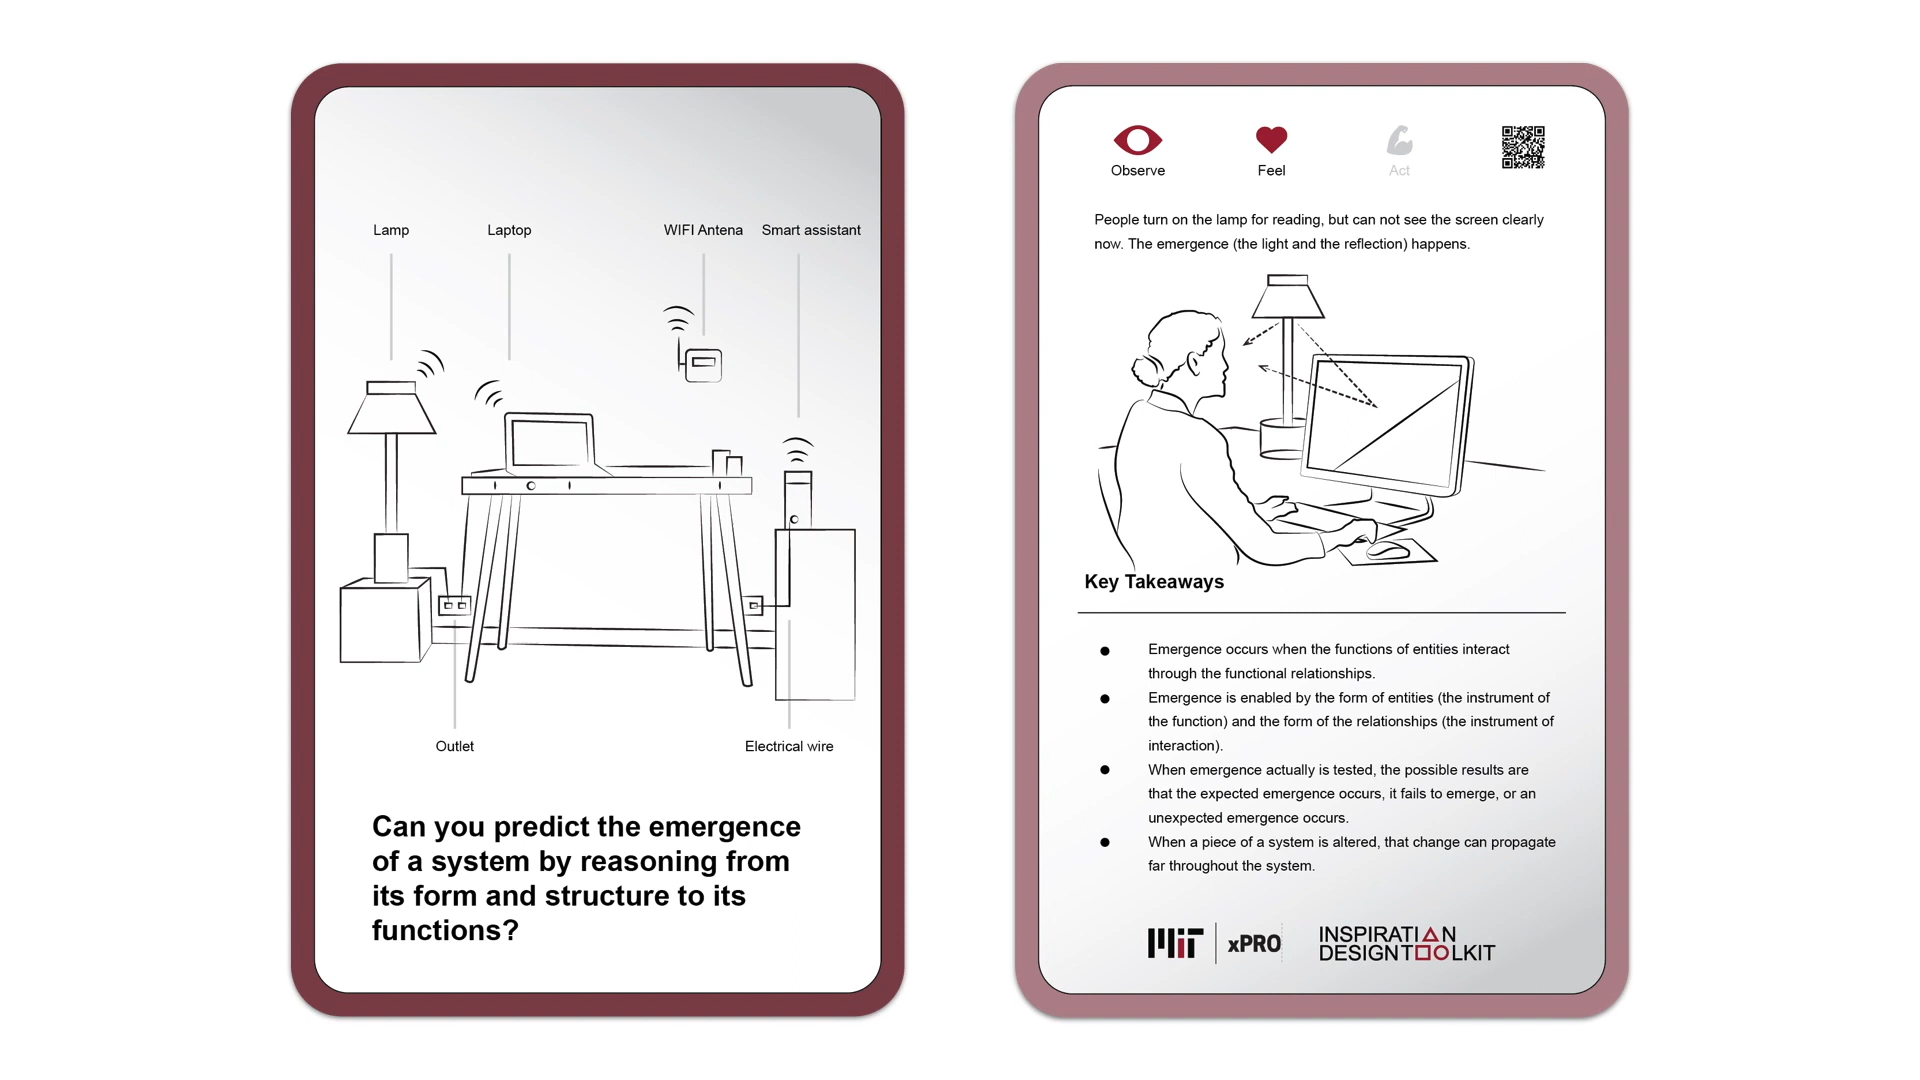 Lamp
Laptop
WIFI Antena
Smart assistant
Outlet
Electrical wire
Can you predict the emergence
of a system by reasoning from
its form and structure to its
functions?
Observe
Feel
Act
People turn on the lamp for reading, but can not see the screen clearly
now. The emergence (the light and the reflection) happens.
Key Takeaways
● Emergence occurs when the functions of entities interact
through the functional relationships.
● Emergence is enabled by the form of entities (the instrument of
the function) and the form of the relationships (the instrument of
interaction).
● When emergence actually is tested, the possible results are
that the expected emergence occurs, it fails to emerge, or an
unexpected emergence occurs.
● When a piece of a system is altered, that change can propagate
far throughout the system.
MIT xPRO
INSPIRATION
DESIGNTOOLKIT